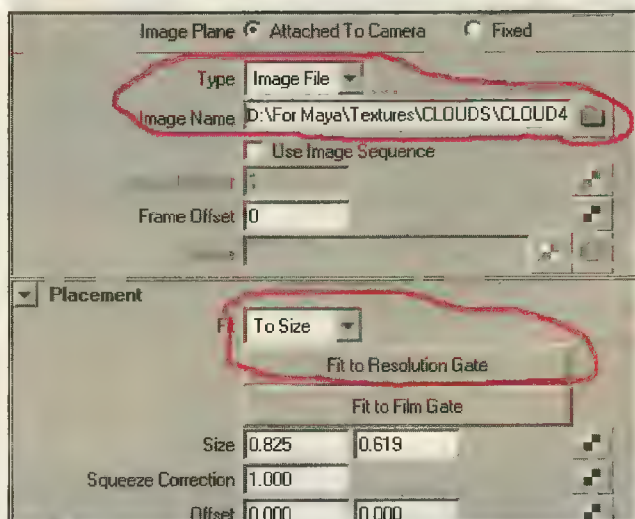 Image Plane Attached To Camera Fixed
Type Image File
Image Name D:\For Maya\Textures\CLOUDS\CLOUD4
Use Image Sequence
Frame Offset 0
Placement
Fit To Size
Fit to Resolution Gate
Fit to Film Gate
Size 0.825 0.619
Squeeze Correction 1.000
Offset 0.000 0.000